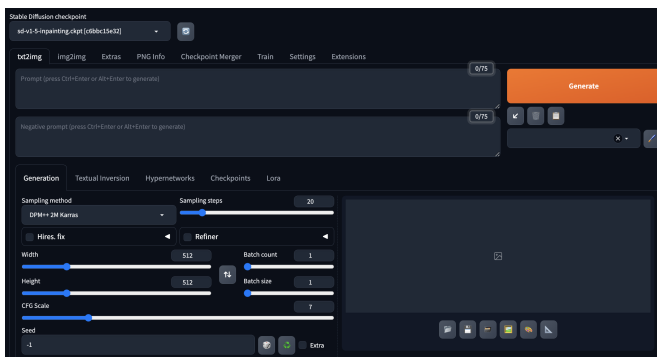 Stable Diffusion checkpoint
sd-v1-5-inpainting.ckpt [c6bbc15e32]
txt2img img2img Extras PNG Info Checkpoint Merger Train Settings Extensions
0/75
Prompt (press Ctrl+Enter or Alt+Enter to generate)
Generate
0/75
Negative prompt (press Ctrl+Enter or Alt+Enter to generate)
Generation Textual Inversion Hypernetworks Checkpoints Lora
Sampling method Sampling steps 20
DPM++ 2M Karras
Hires. fix Refiner
Width 512 Batch count 1
Height 512 Batch size 1
CFG Scale 7
Seed
-1 Extra